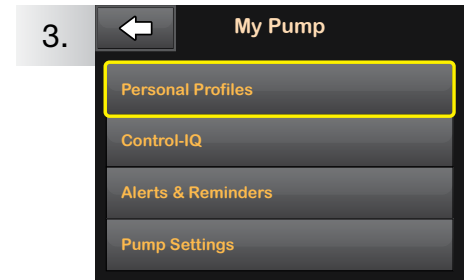 3.
My Pump
Personal Profiles
Control-IQ
Alerts & Reminders
Pump Settings